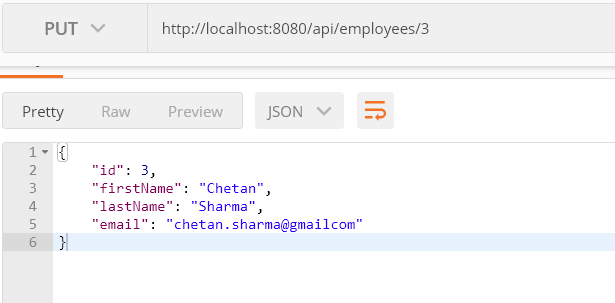 PUT http://localhost:8080/api/employees/3
Pretty Raw Preview JSON
1 {
2 "id": 3,
3 "firstName": "Chetan",
4 "lastName": "Sharma",
5 "email": "chetan.sharma@gmailcom"
6 }